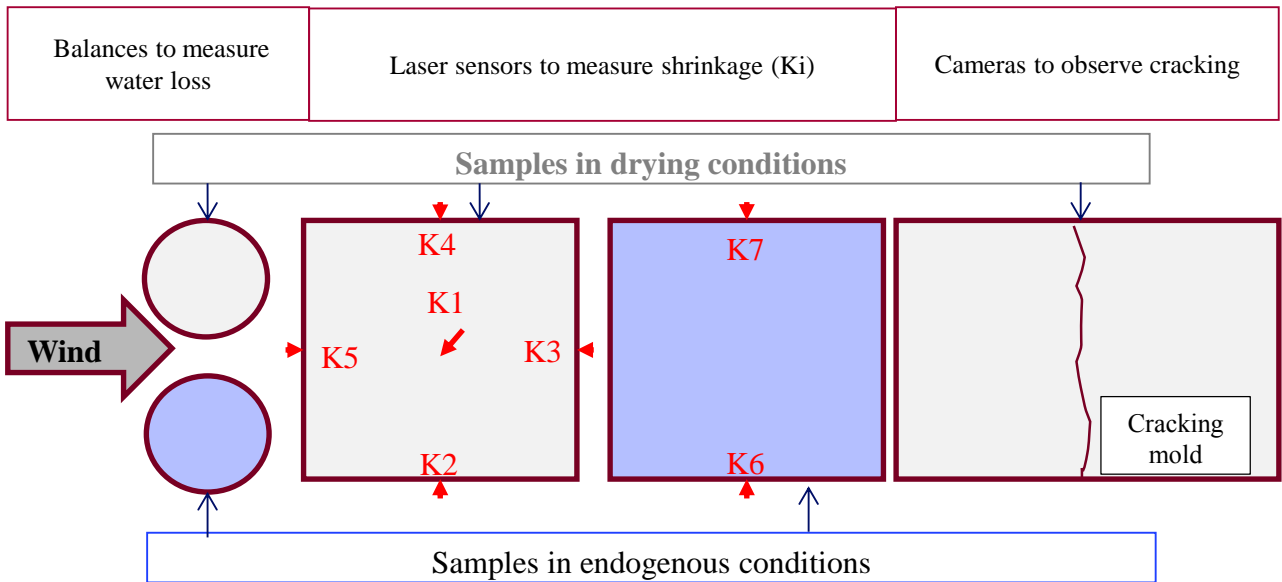 Balances to measure
water loss
Laser sensors to measure shrinkage (Ki)
Cameras to observe cracking
Samples in drying conditions
K4
K7
K1
Wind
K5
K3
K2
K6
Cracking
mold
Samples in endogenous conditions